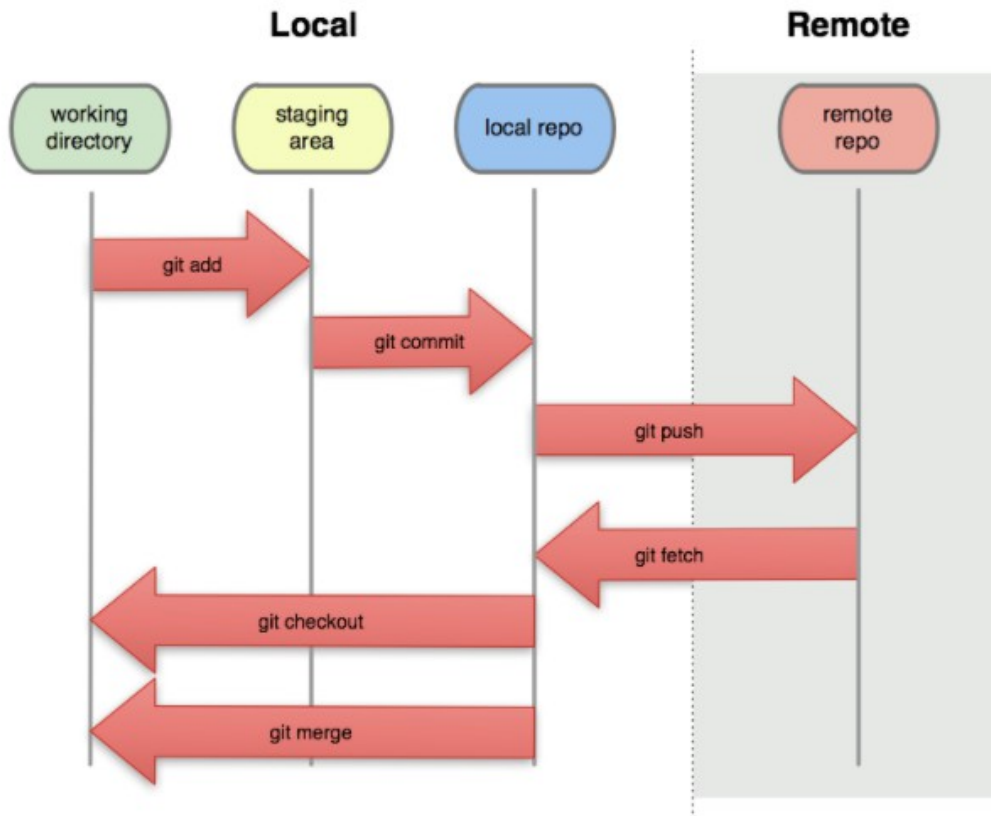 Local
Remote
working
directory
staging
area
local repo
remote
repo
git add
git commit
git push
git fetch
git checkout
git merge